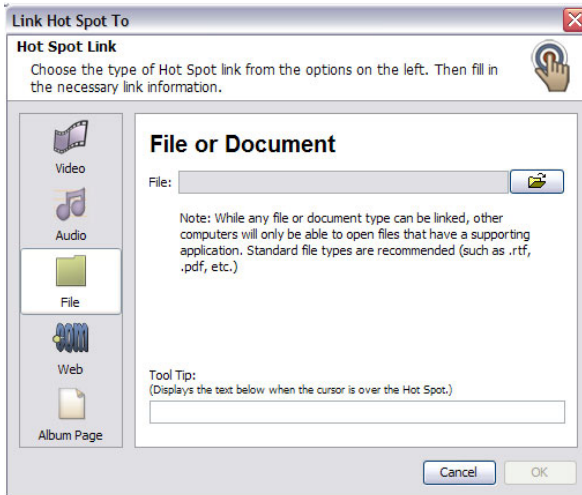 Link Hot Spot To
Hot Spot Link
Choose the type of Hot Spot link from the options on the left. Then fill in
the necessary link information.
Video
Audio
File
.com
Web
Album Page
File or Document
File:
Note: While any file or document type can be linked, other
computers will only be able to open files that have a supporting
application. Standard file types are recommended (such as .rtf,
.pdf, etc.)
Tool Tip:
(Displays the text below when the cursor is over the Hot Spot.)
Cancel
OK